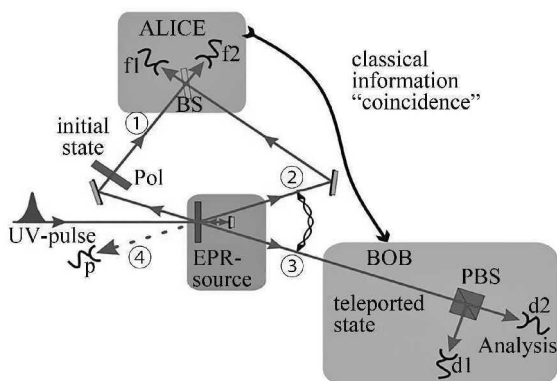 ALICE
f1
f2
BS
classical
information
“coincidence”
initial
state
①
Pol
②
UV-pulse
p
④
EPR-
source
③
BOB
PBS
teleported
state
d2
Analysis
d1